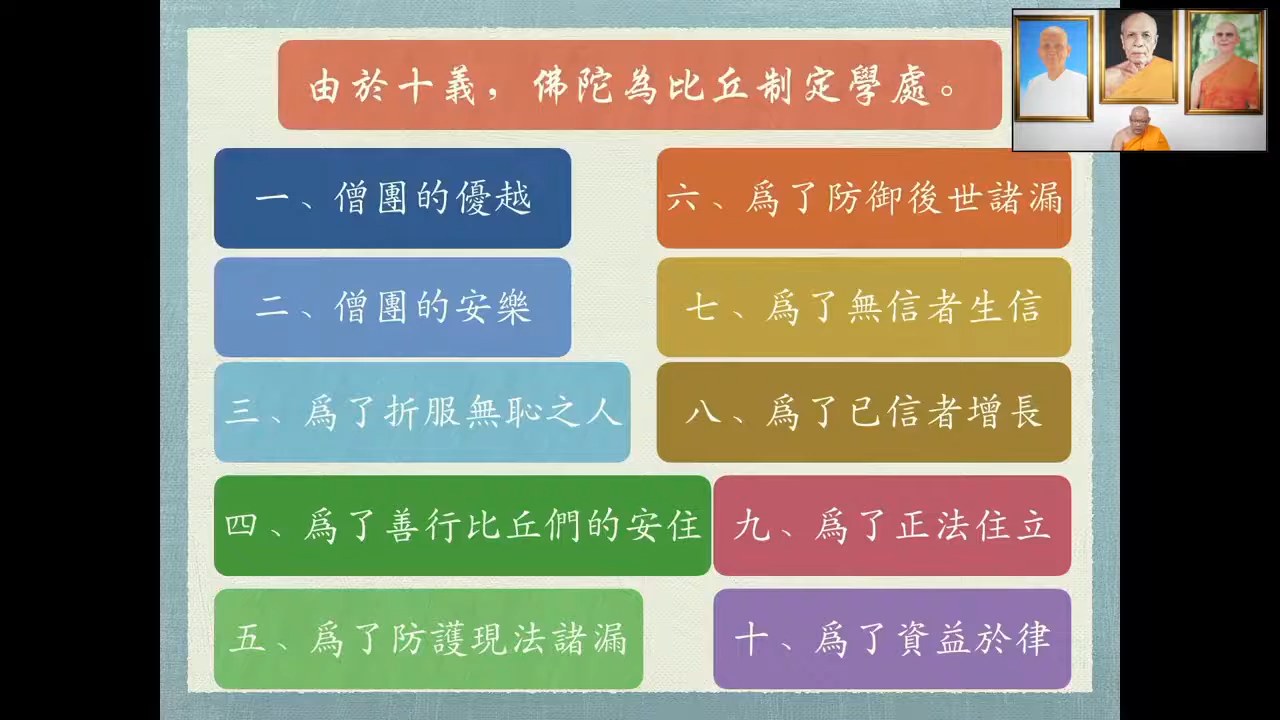 由於十義，佛陀為比丘制定學處。
一、僧團的優越
二、僧團的安樂
三、爲了折服無恥之人
四、爲了善行比丘們的安住
五、爲了防護現法諸漏
六、爲了防御後世諸漏
七、爲了無信者生信
八、爲了已信者增長
九、爲了正法住立
十、爲了資益於律